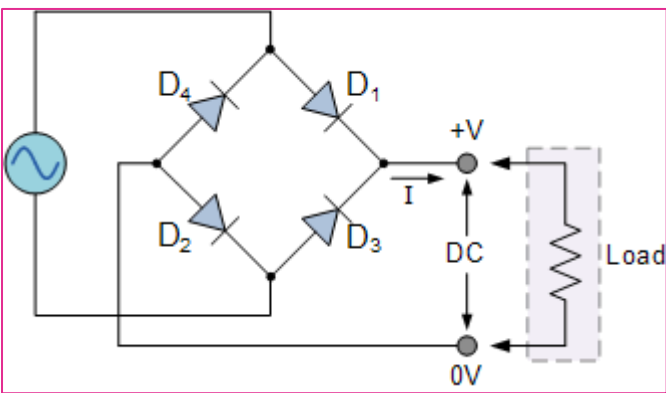 D₄ D₁
+V
I
D₂ D₃
DC
Load
0V